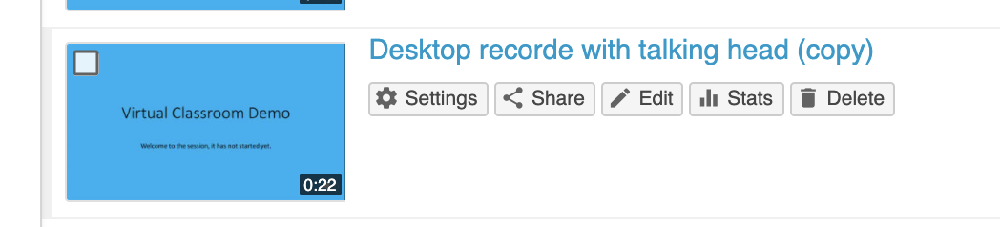 Desktop recorde with talking head (copy)
Settings Share Edit Stats Delete
Virtual Classroom Demo
Welcome to the session, it has not started yet.
0:22